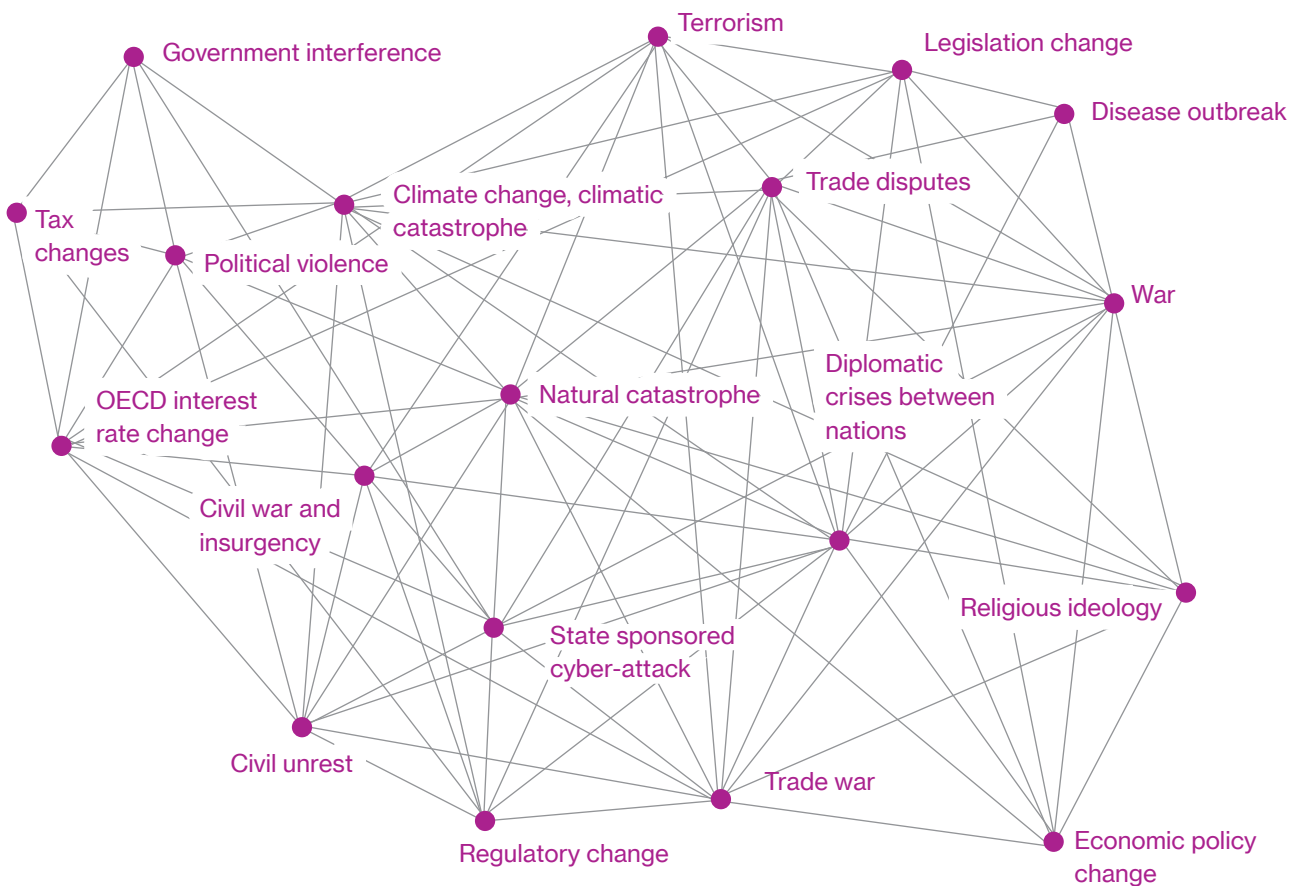 Terrorism
Legislation change
Government interference
Disease outbreak
Climate change, climatic
catastrophe
Trade disputes
Tax
changes
Political violence
War
Diplomatic
crises between
nations
OECD interest
rate change
Natural catastrophe
Civil war and
insurgency
Religious ideology
State sponsored
cyber-attack
Civil unrest
Trade war
Regulatory change
Economic policy
change